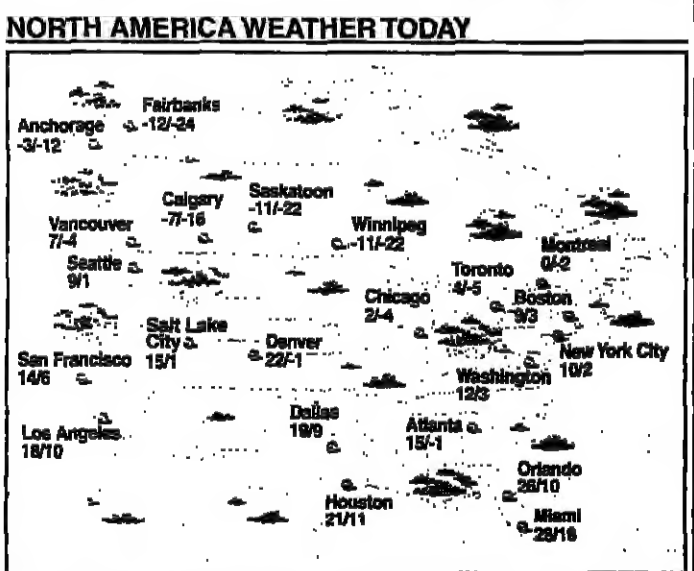 NORTH AMERICA WEATHER TODAY
Fairbanks
-12/-24
Anchorage
-3/-12
Calgary
-7/-16
Saskatoon
-11/-22
Vancouver
7/-4
Winnipeg
-11/-22
Montreal
0/-2
Seattle
9/1
Toronto
4/-5
Chicago
2/-4
Boston
9/3
Salt Lake
City
15/1
Denver
22/-1
New York City
10/2
San Francisco
14/6
Washington
12/3
Dallas
19/9
Atlanta
15/-1
Los Angeles
18/10
Orlando
26/10
Houston
21/11
Miami